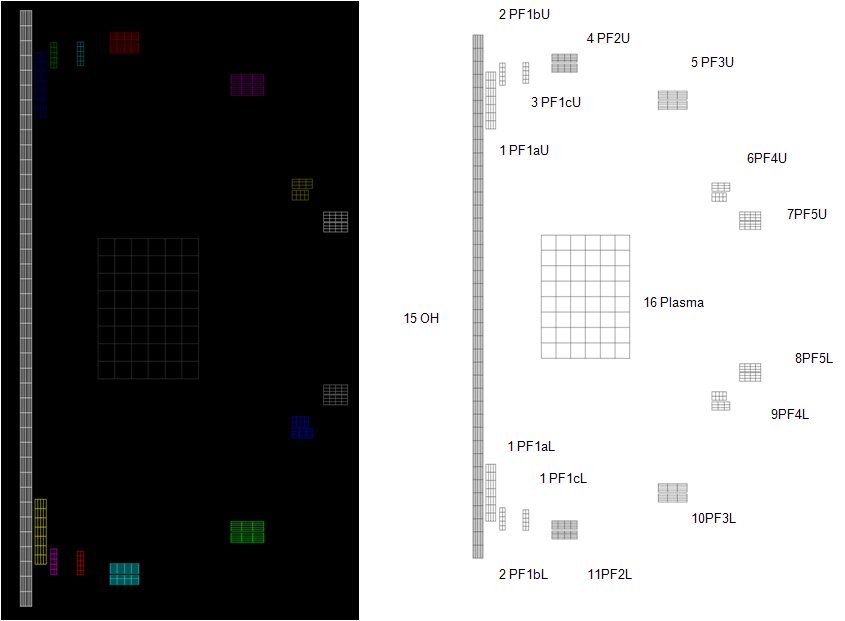 2 PF1bU
4 PF2U
5 PF3U
3 PF1cU
1 PF1aU
6PF4U
7PF5U
16 Plasma
15 OH
8PF5L
9PF4L
1 PF1aL
1 PF1cL
10PF3L
2 PF1bL
11PF2L